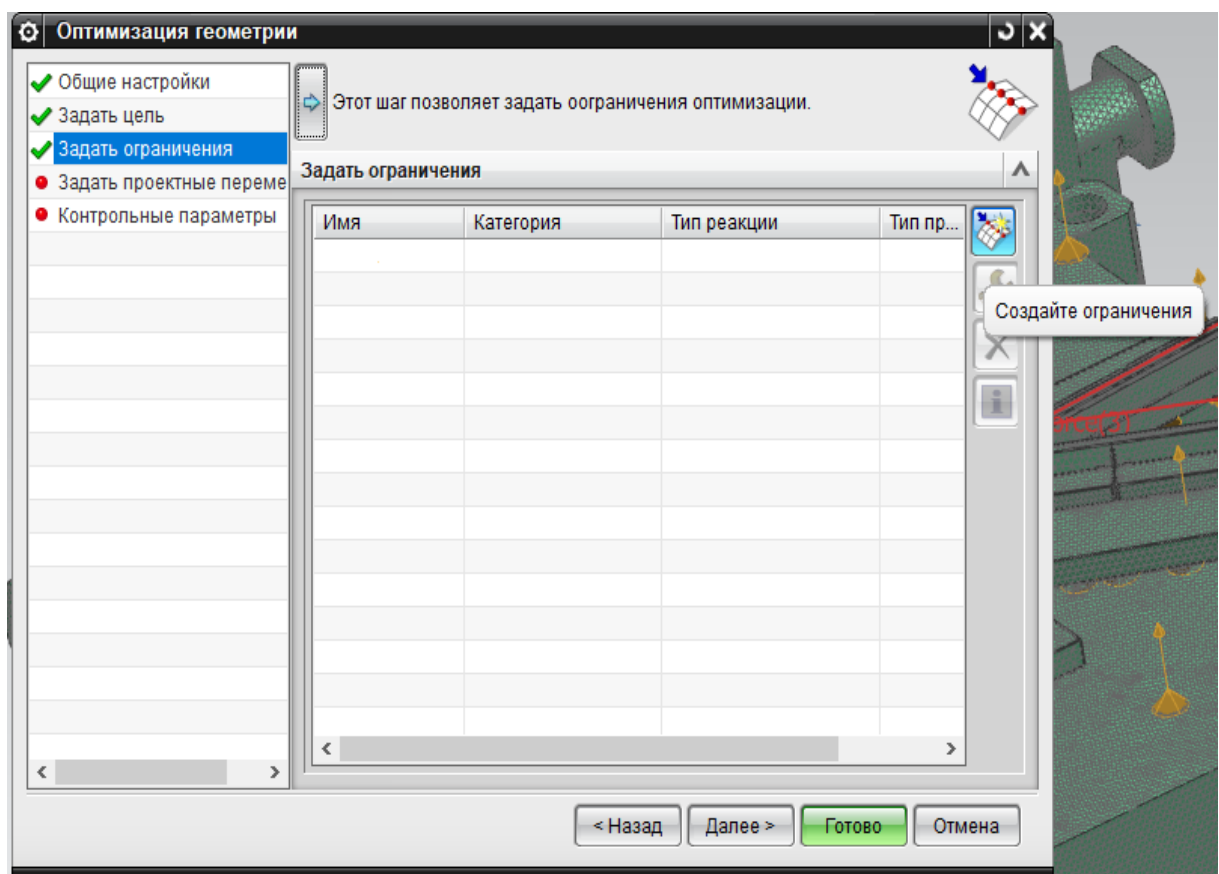 Оптимизация геометрии
Общие настройки
Задать цель
Задать ограничения
Задать проектные переме
Контрольные параметры
Этот шаг позволяет задать оограничения оптимизации.
Задать ограничения
Имя Категория Тип реакции Тип пр...
Создайте ограничения
< Назад Далее > Готово Отмена